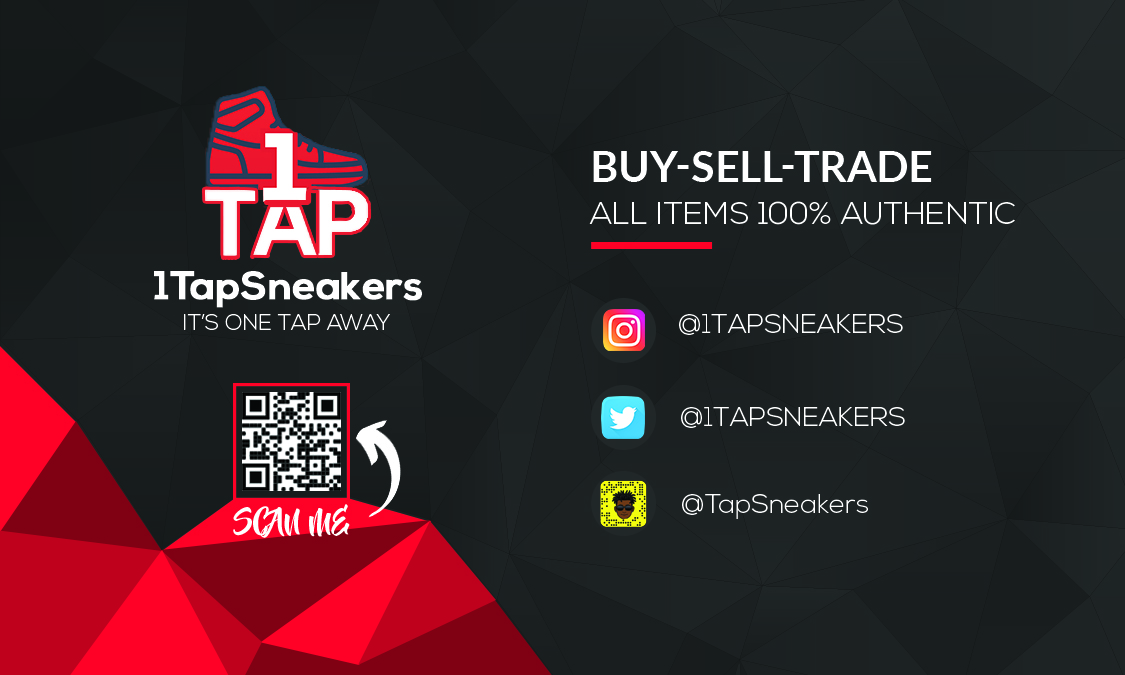 1
TAP
1TapSneakers
IT'S ONE TAP AWAY
SCAN ME
BUY-SELL-TRADE
ALL ITEMS 100% AUTHENTIC
@1TAPSNEAKERS
@1TAPSNEAKERS
@TapSneakers